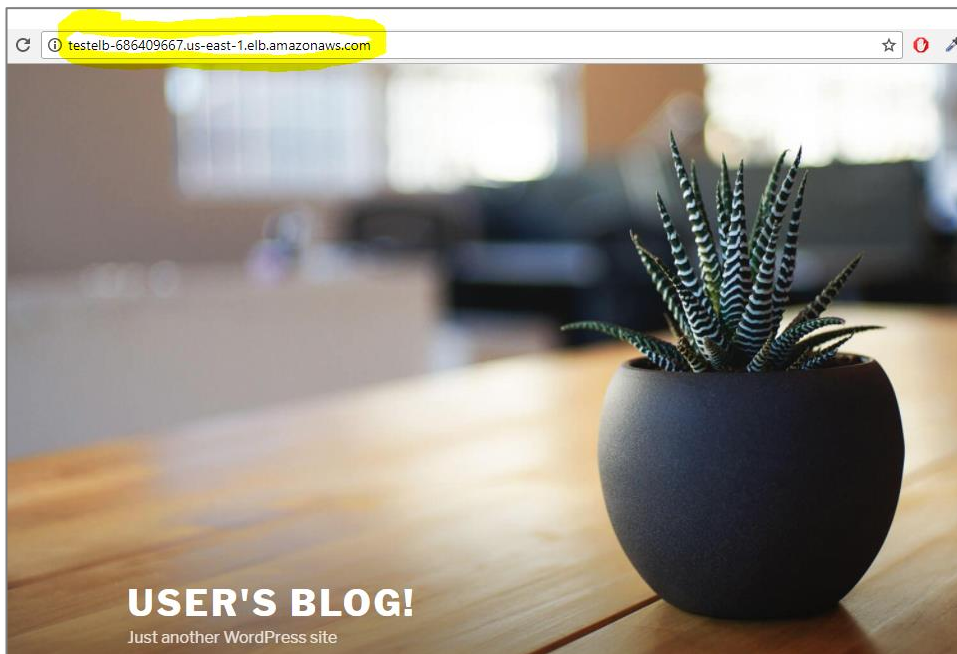 testelb-686409667.us-east-1.elb.amazonaws.com
USER'S BLOG!
Just another WordPress site